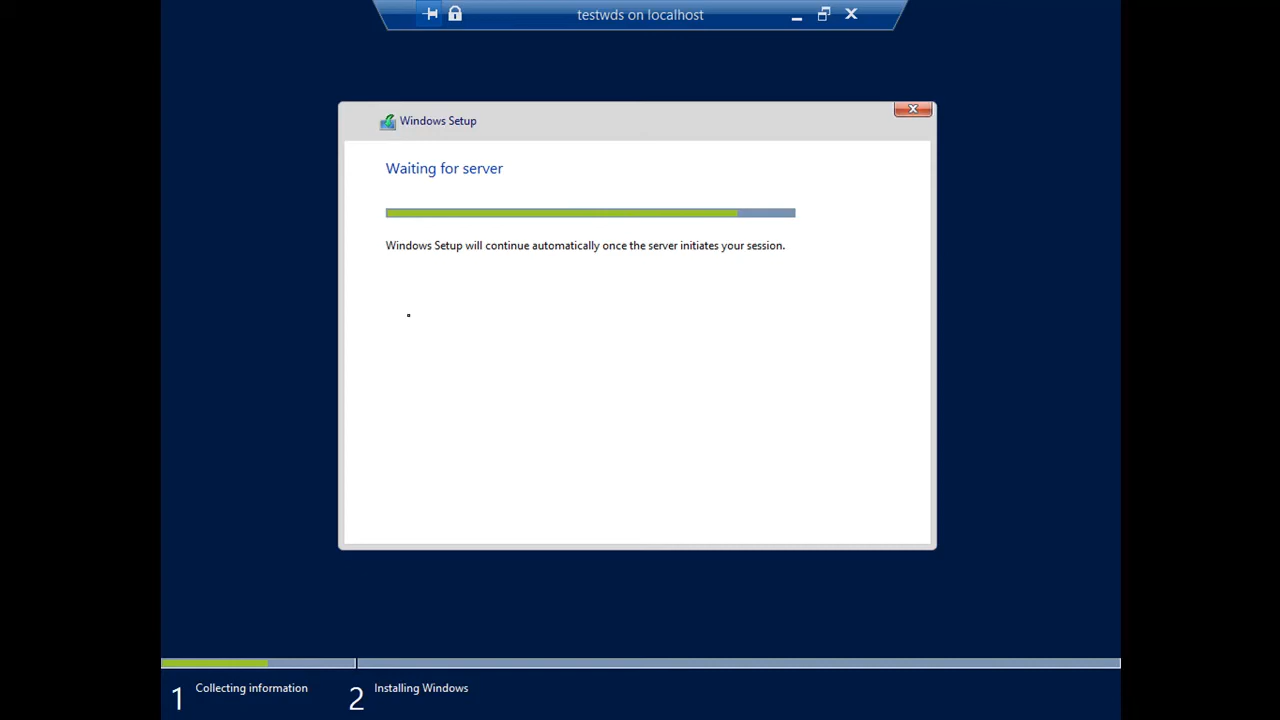 testwds on localhost
Windows Setup
Waiting for server
Windows Setup will continue automatically once the server initiates your session.
1 Collecting information
2 Installing Windows